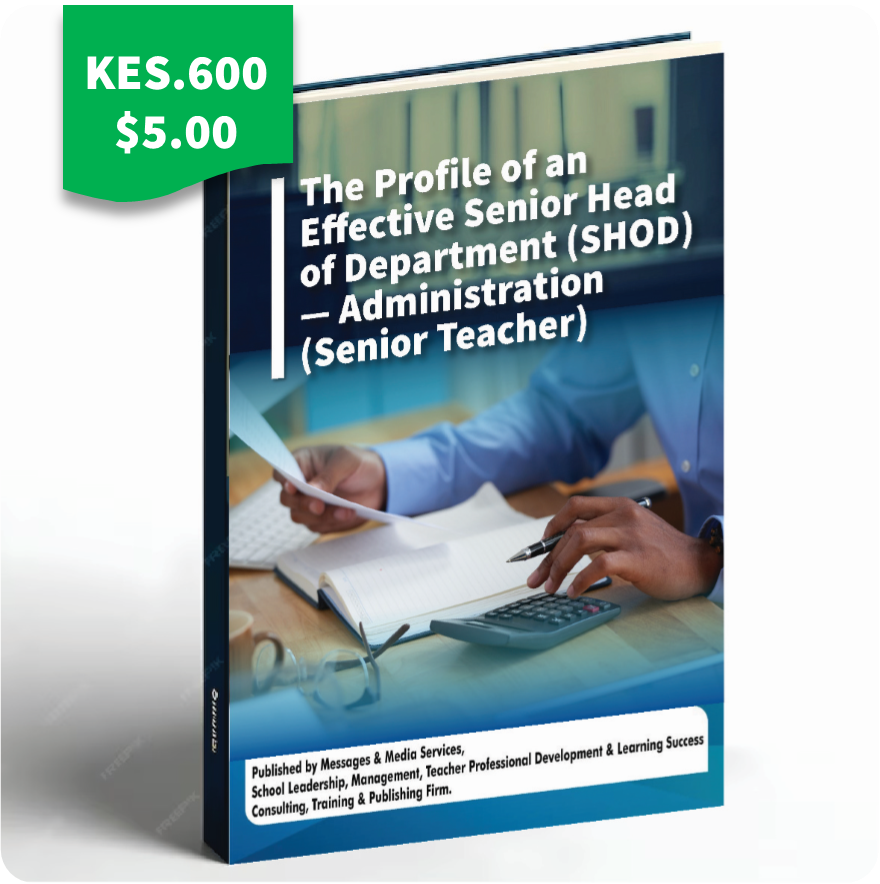 KES.600
$5.00
The Profile of an
Effective Senior Head
of Department (SHOD)
— Administration
(Senior Teacher)
Published by Messages & Media Services,
School Leadership, Management, Teacher Professional Development & Learning Success
Consulting, Training & Publishing Firm.